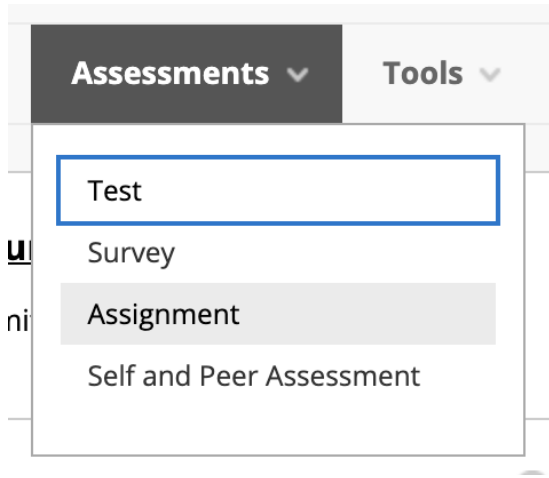 Assessments Tools
Test
Survey
Assignment
Self and Peer Assessment